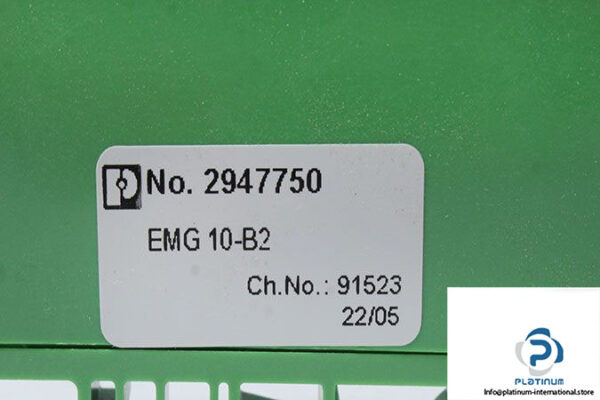 No. 2947750
EMG 10-B2
Ch.No.: 91523
22/05
PLATINUM
Info@platinum-international.store